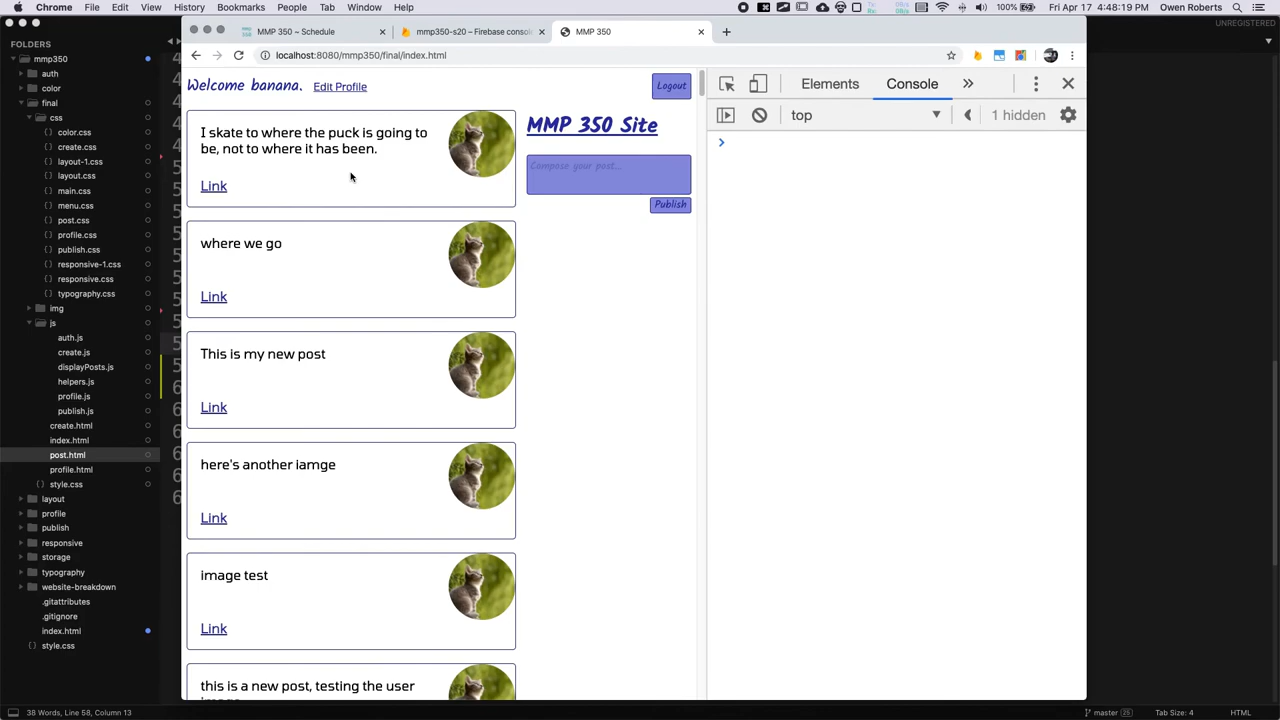 Chrome File Edit View History Bookmarks People Tab Window Help
100% Fri Apr 17 4:48:19 PM Owen Roberts
UNREGISTERED
MMP 350 ~ Schedule
mmp350-s20 – Firebase consol
MMP 350
localhost:8080/mmp350/final/index.html
FOLDERS
mmp350
auth
color
final
css
color.css
create.css
layout-1.css
layout.css
main.css
menu.css
post.css
profile.css
publish.css
responsive-1.css
responsive.css
typography.css
img
js
auth.js
create.js
displayPosts.js
helpers.js
profile.js
publish.js
create.html
index.html
post.html
profile.html
style.css
layout
profile
publish
responsive
storage
typography
website-breakdown
.gitattributes
.gitignore
index.html
style.css
Welcome banana. Edit Profile
Logout
I skate to where the puck is going to
be, not to where it has been.
Link
where we go
Link
This is my new post
Link
here's another iamge
Link
image test
Link
this is a new post, testing the user
MMP 350 Site
Compose your post...
Publish
Elements Console
top
1 hidden
38 Words, Line 58, Column 13
master 25 Tab Size: 4 HTML